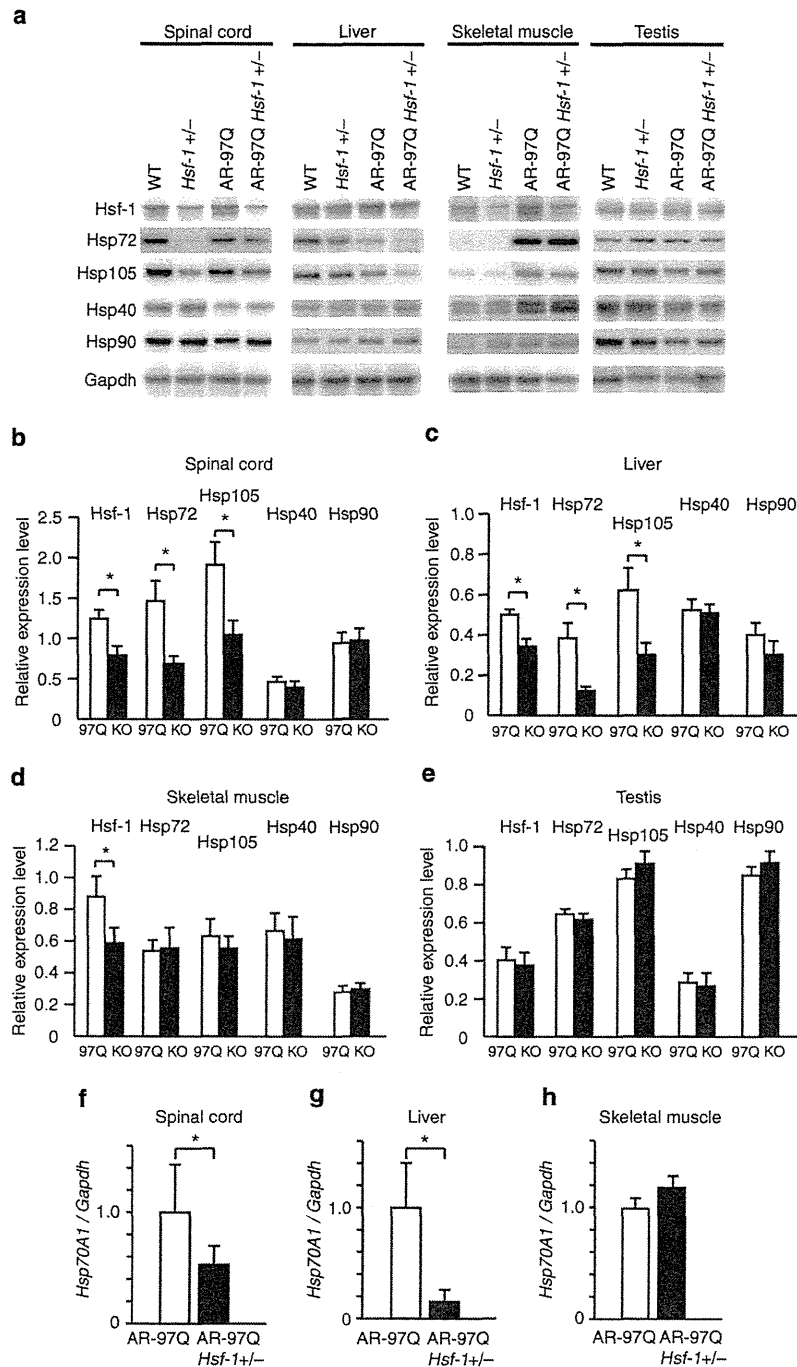 a
Spinal cord Liver Skeletal muscle Testis
WT Hsf-1 +/– AR-97Q AR-97Q Hsf-1 +/– WT Hsf-1 +/– AR-97Q AR-97Q Hsf-1 +/– WT Hsf-1 +/– AR-97Q AR-97Q Hsf-1 +/– WT Hsf-1 +/– AR-97Q AR-97Q Hsf-1 +/–
Hsf-1
Hsp72
Hsp105
Hsp40
Hsp90
Gapdh
b
Spinal cord
Hsf-1 Hsp72 Hsp105 Hsp40 Hsp90
* * *
Relative expression level
2.5
2.0
1.5
1.0
0.5
0
97Q KO 97Q KO 97Q KO 97Q KO 97Q KO
c
Liver
Hsf-1 Hsp72 Hsp105 Hsp40 Hsp90
* * *
Relative expression level
1.0
0.8
0.6
0.4
0.2
0
97Q KO 97Q KO 97Q KO 97Q KO 97Q KO
d
Skeletal muscle
Hsf-1 Hsp72 Hsp105 Hsp40 Hsp90
*
Relative expression level
1.2
1.0
0.8
0.6
0.4
0.2
0
97Q KO 97Q KO 97Q KO 97Q KO 97Q KO
e
Testis
Hsf-1 Hsp72 Hsp105 Hsp40 Hsp90
Relative expression level
1.0
0.8
0.6
0.4
0.2
0
97Q KO 97Q KO 97Q KO 97Q KO 97Q KO
f
Spinal cord
*
Hsp70A1 / Gapdh
1.0
0
AR-97Q AR-97Q
Hsf-1+/–
g
Liver
*
Hsp70A1 / Gapdh
1.0
0
AR-97Q AR-97Q
Hsf-1+/–
h
Skeletal muscle
Hsp70A1 / Gapdh
1.0
0
AR-97Q AR-97Q
Hsf-1+/–